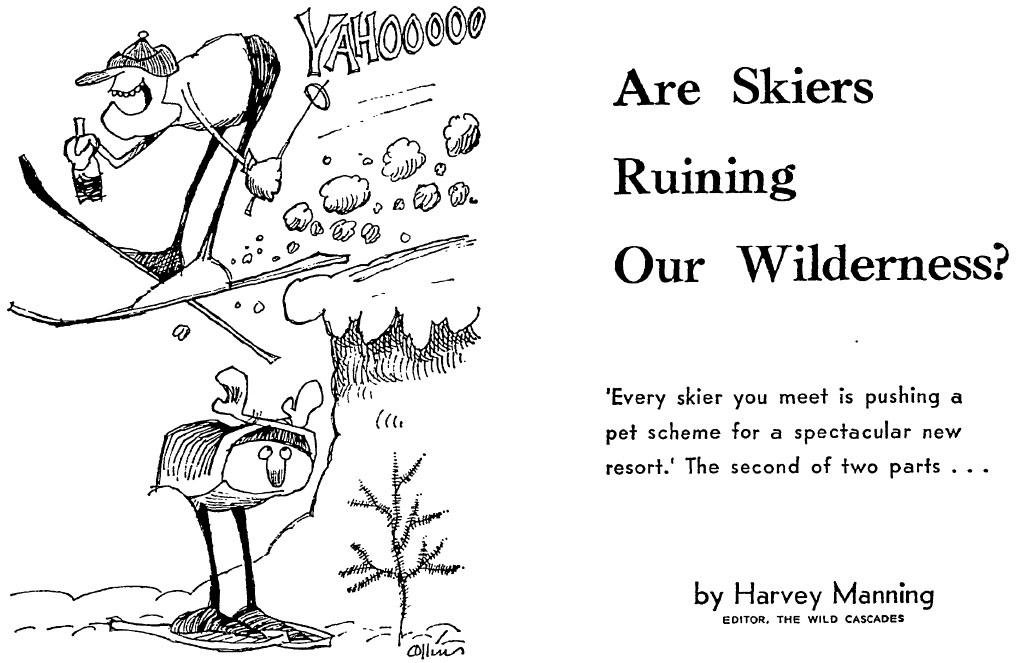 YAHOOOOO
Are Skiers
Ruining
Our Wilderness?
'Every skier you meet is pushing a
pet scheme for a spectacular new
resort.' The second of two parts . . .
by Harvey Manning
EDITOR, THE WILD CASCADES
Collins